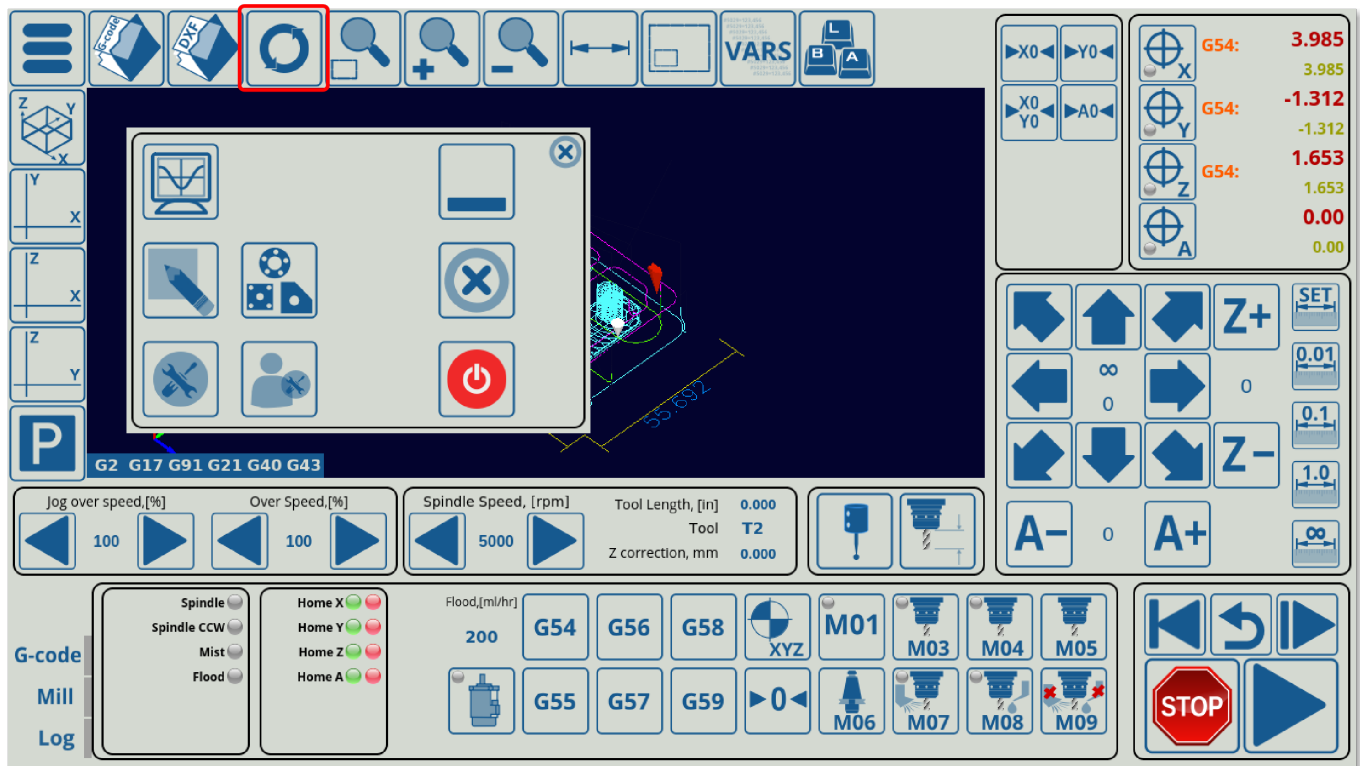 G-code
DXF
VARS
L
B A
Z Y
X
Y
X
Z
X
Z
Y
P
55.692
G2 G17 G91 G21 G40 G43
▶X0◀ ▶Y0◀
▶X0 Y0◀ ▶A0◀
X G54: 3.985
3.985
Y G54: -1.312
-1.312
Z G54: 1.653
1.653
A 0.00
0.00
Z+
SET
∞
0
0
0.01
0.1
Z−
1.0
A− 0 A+
∞
Jog over speed,[%] Over Speed,[%]
100 100
Spindle Speed, [rpm]
5000
Tool Length, [in] 0.000
Tool T2
Z correction, mm 0.000
G-code
Mill
Log
Spindle
Spindle CCW
Mist
Flood
Home X
Home Y
Home Z
Home A
Flood,[ml/hr]
200
G54 G56 G58 XYZ M01 M03 M04 M05
G55 G57 G59 ▶0◀ M06 M07 M08 M09
STOP